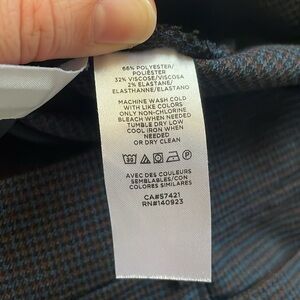 66% POLYESTER/
POLIÉSTER
32% VISCOSE/VISCOSA
2% ELASTANE/
ELASTHANNE/ELASTANO
MACHINE WASH COLD
WITH LIKE COLORS
ONLY NON-CHLORINE
BLEACH WHEN NEEDED
TUMBLE DRY LOW
COOL IRON WHEN
NEEDED
OR DRY CLEAN
AVEC DES COULEURS
SEMBLABLES/CON
COLORES SIMILARES
CA#57421
RN#140923